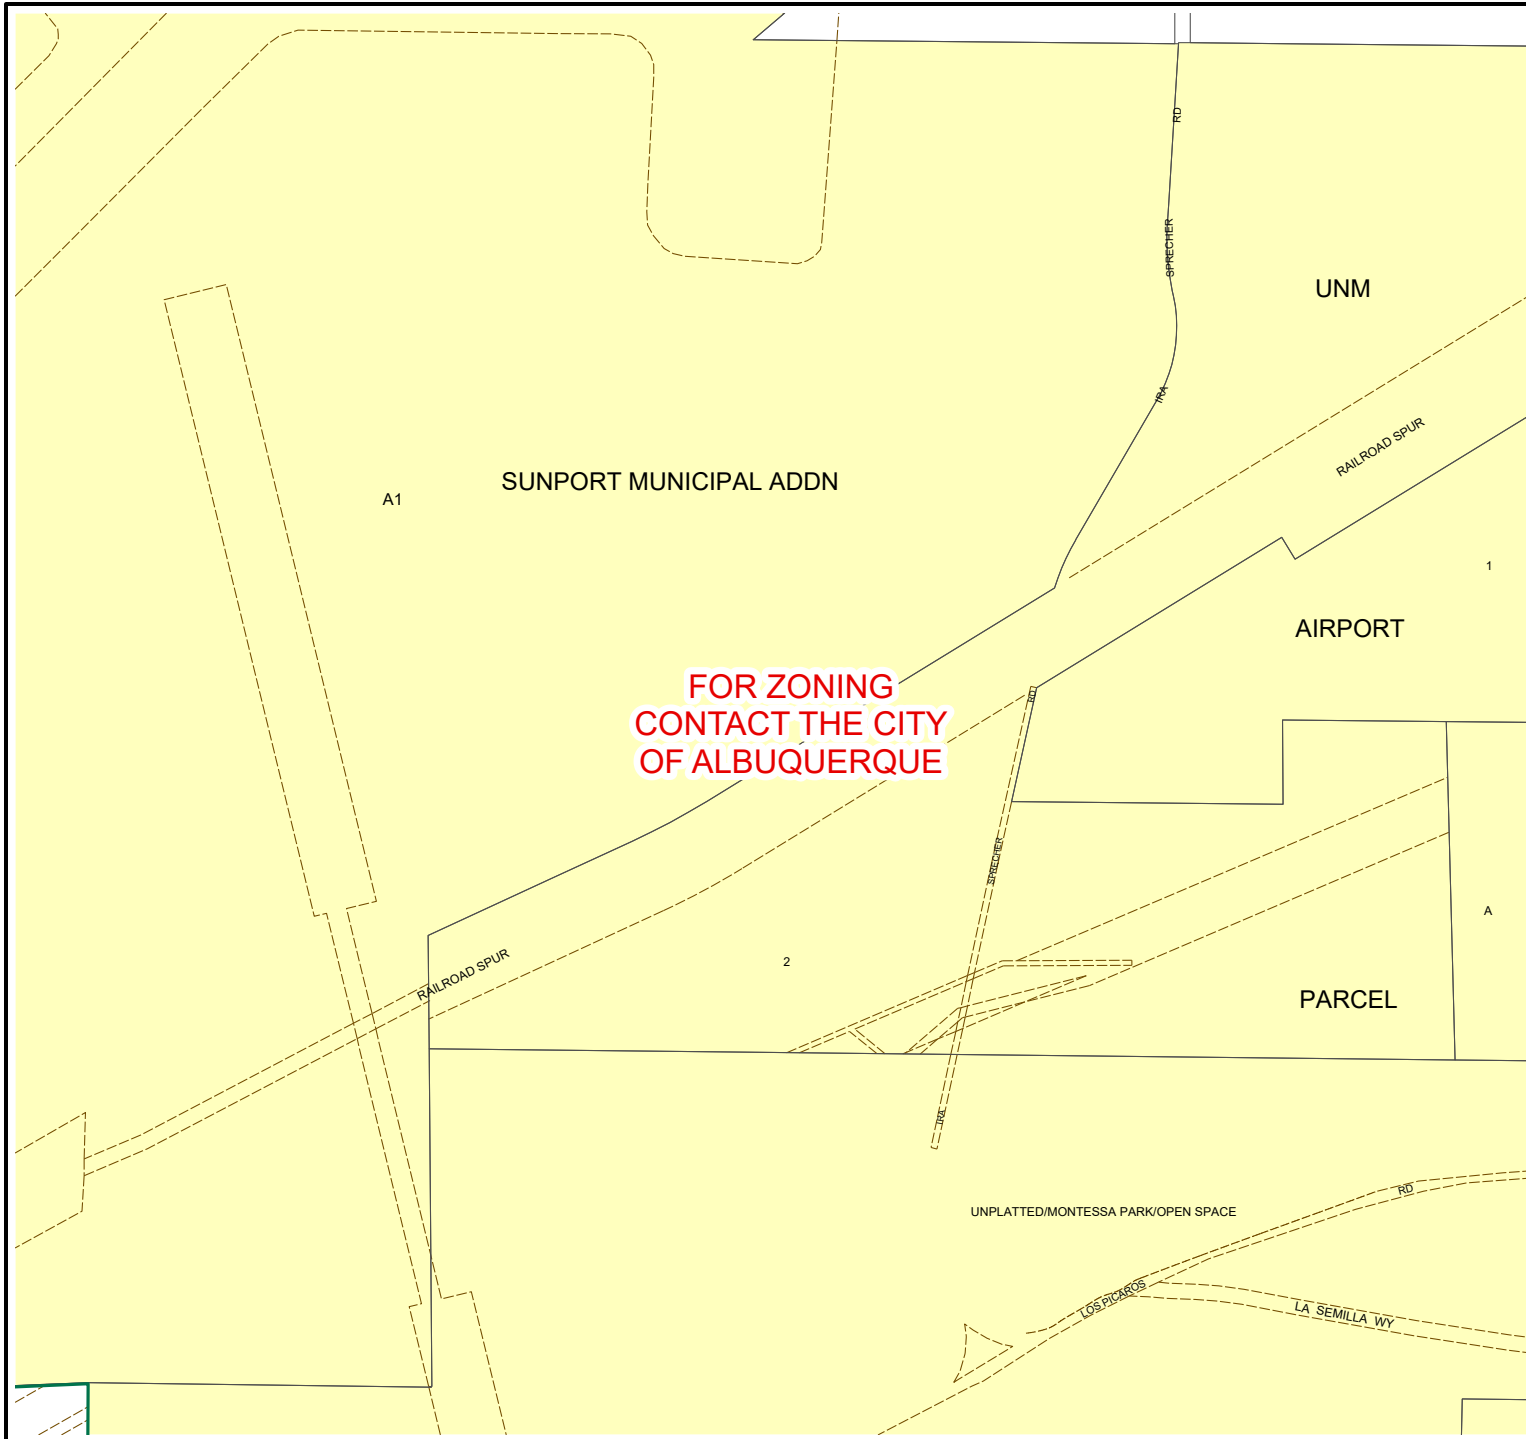 RD
SPRECHER
IRA
UNM
RAILROAD SPUR
SUNPORT MUNICIPAL ADDN
A1
1
AIRPORT
FOR ZONING
CONTACT THE CITY
OF ALBUQUERQUE
RD
SPRECHER
IRA
A
2
RAILROAD SPUR
PARCEL
UNPLATTED/MONTESSA PARK/OPEN SPACE
LOS PICAROS
RD
LA SEMILLA WY